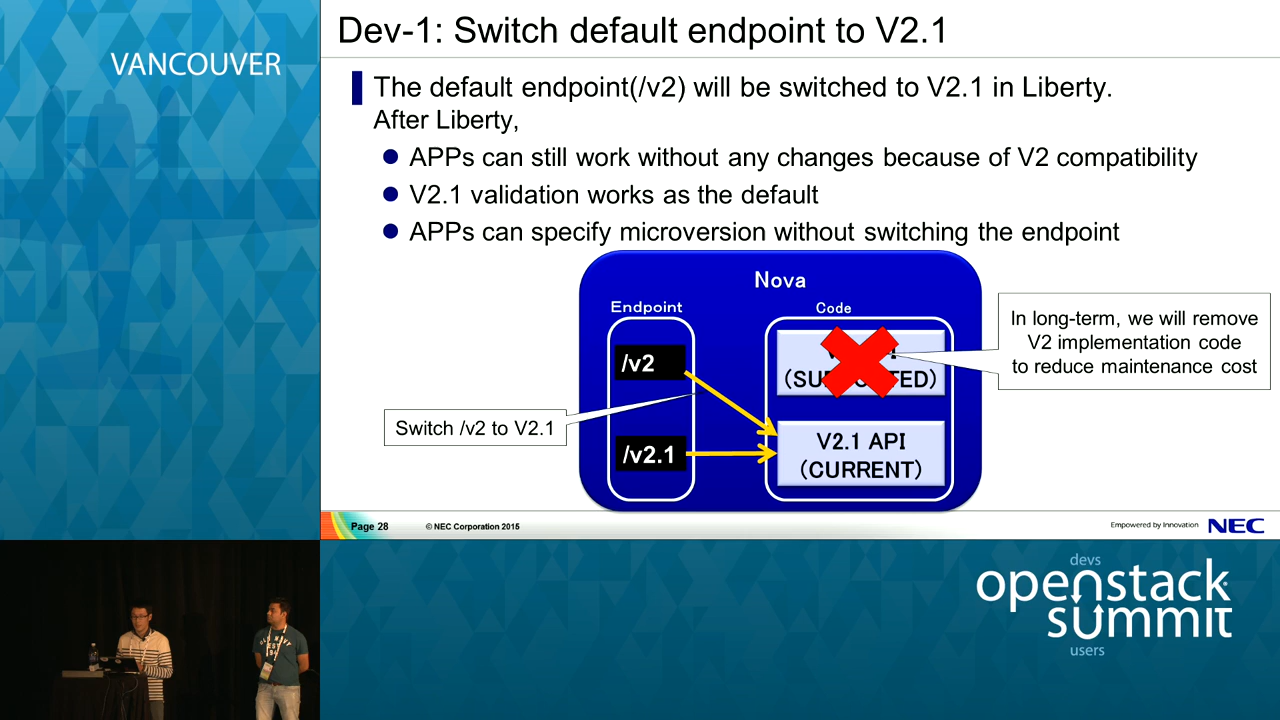 VANCOUVER
Dev-1: Switch default endpoint to V2.1
The default endpoint(/v2) will be switched to V2.1 in Liberty.
After Liberty,
APPs can still work without any changes because of V2 compatibility
V2.1 validation works as the default
APPs can specify microversion without switching the endpoint
Nova
Endpoint
Code
/v2
In long-term, we will remove
V2 implementation code
to reduce maintenance cost
Switch /v2 to V2.1
/v2.1
V2.1 API
(CURRENT)
Page 28
© NEC Corporation 2015
Empowered by Innovation
NEC
devs
openstack
summit
users